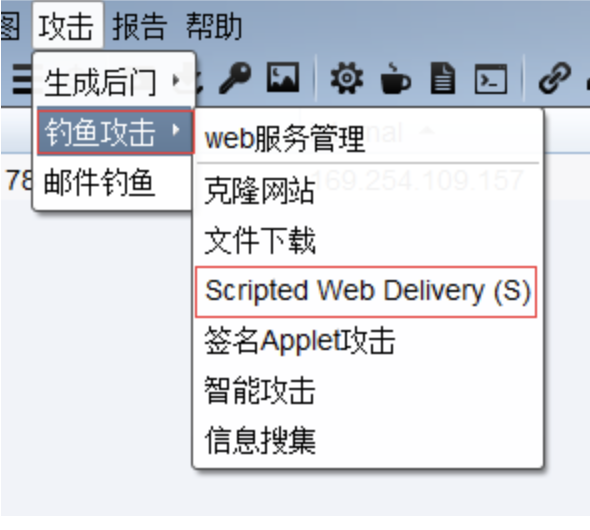 图 攻击 报告 帮助
生成后门
钓鱼攻击
78
邮件钓鱼
nal
169.254.109.157
web服务管理
克隆网站
文件下载
Scripted Web Delivery (S)
签名Applet攻击
智能攻击
信息搜集